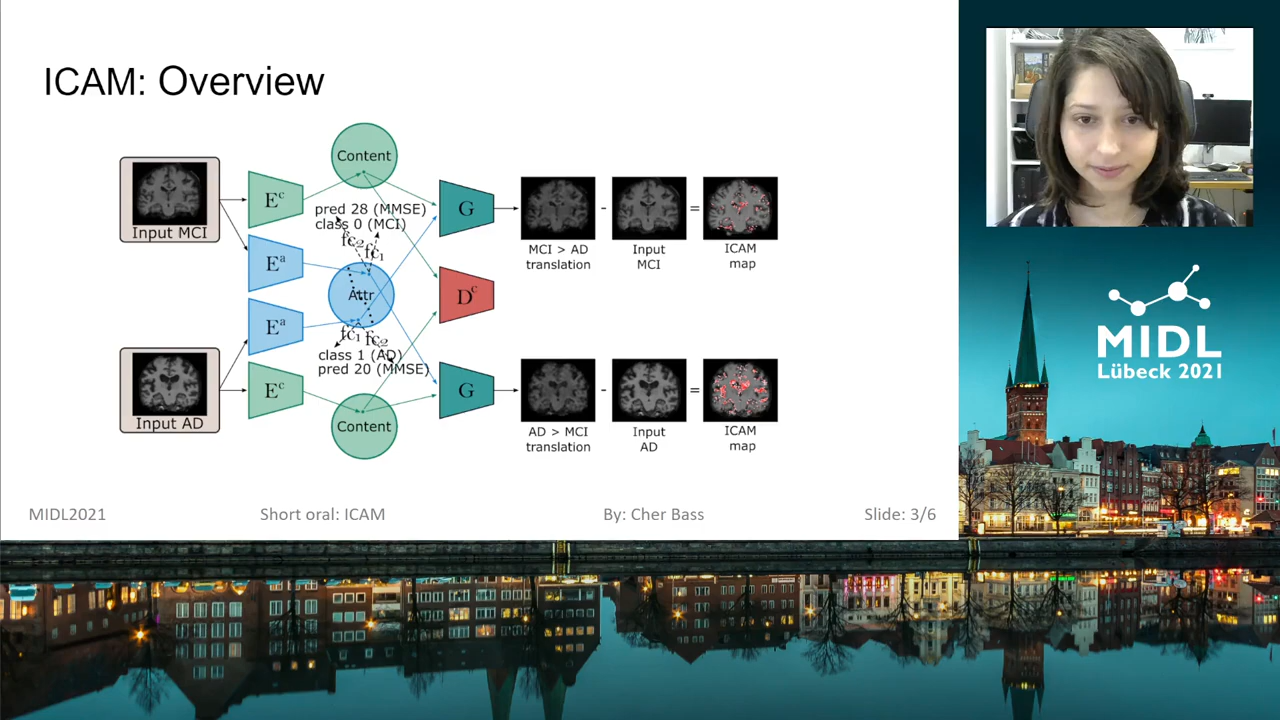 ICAM: Overview
Content
Input MCI
E^c
E^a
pred 28 (MMSE)
class 0 (MCI)
fc₂
fc₁
G
MCI > AD
translation
-
Input
MCI
=
ICAM
map
Attr
D^c
E^a
fc₁
fc₂
class 1 (AD)
pred 20 (MMSE)
Input AD
E^c
Content
G
AD > MCI
translation
-
Input
AD
=
ICAM
map
MIDL2021
Short oral: ICAM
By: Cher Bass
Slide: 3/6
MIDL
Lübeck 2021